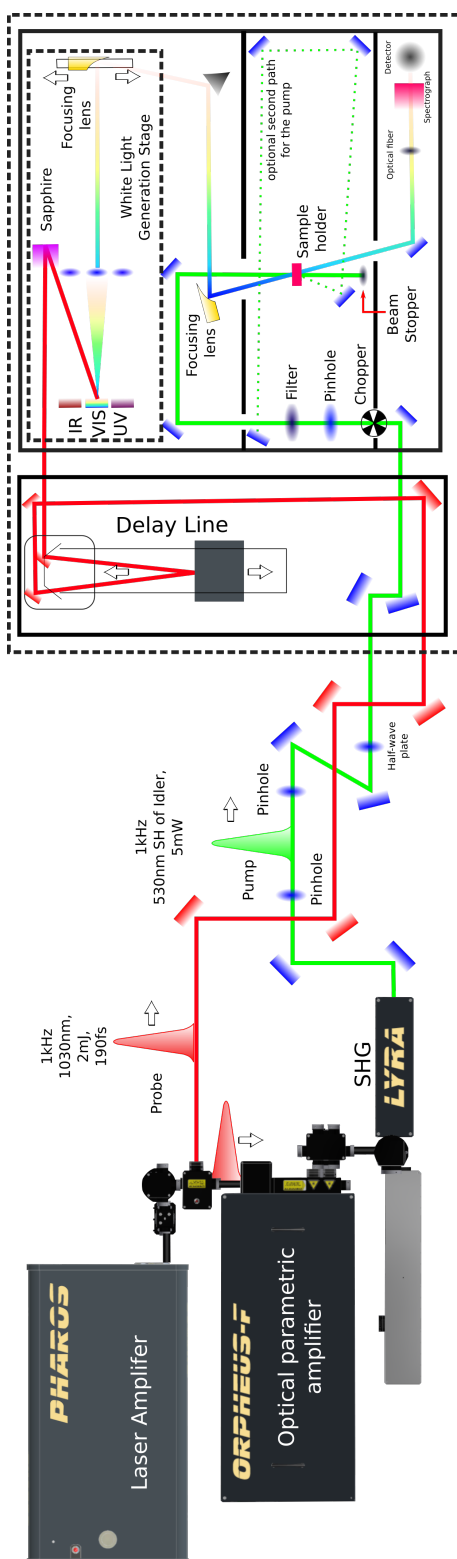 PHAROS
Laser Amplifer
ORPHEUS-F
Optical parametric
amplifier
SHG
LYRA
1kHz
1030nm,
2mJ,
190fs
Probe
1kHz
530nm SH of Idler,
5mW
Pump
Pinhole
Pinhole
Half-wave
plate
Delay Line
IR
VIS
UV
Sapphire
White Light
Generation Stage
Focusing
lens
Focusing
lens
Filter
Pinhole
Chopper
Sample
holder
Beam
Stopper
optional second path
for the pump
Optical fiber
Spectrograph
Detector